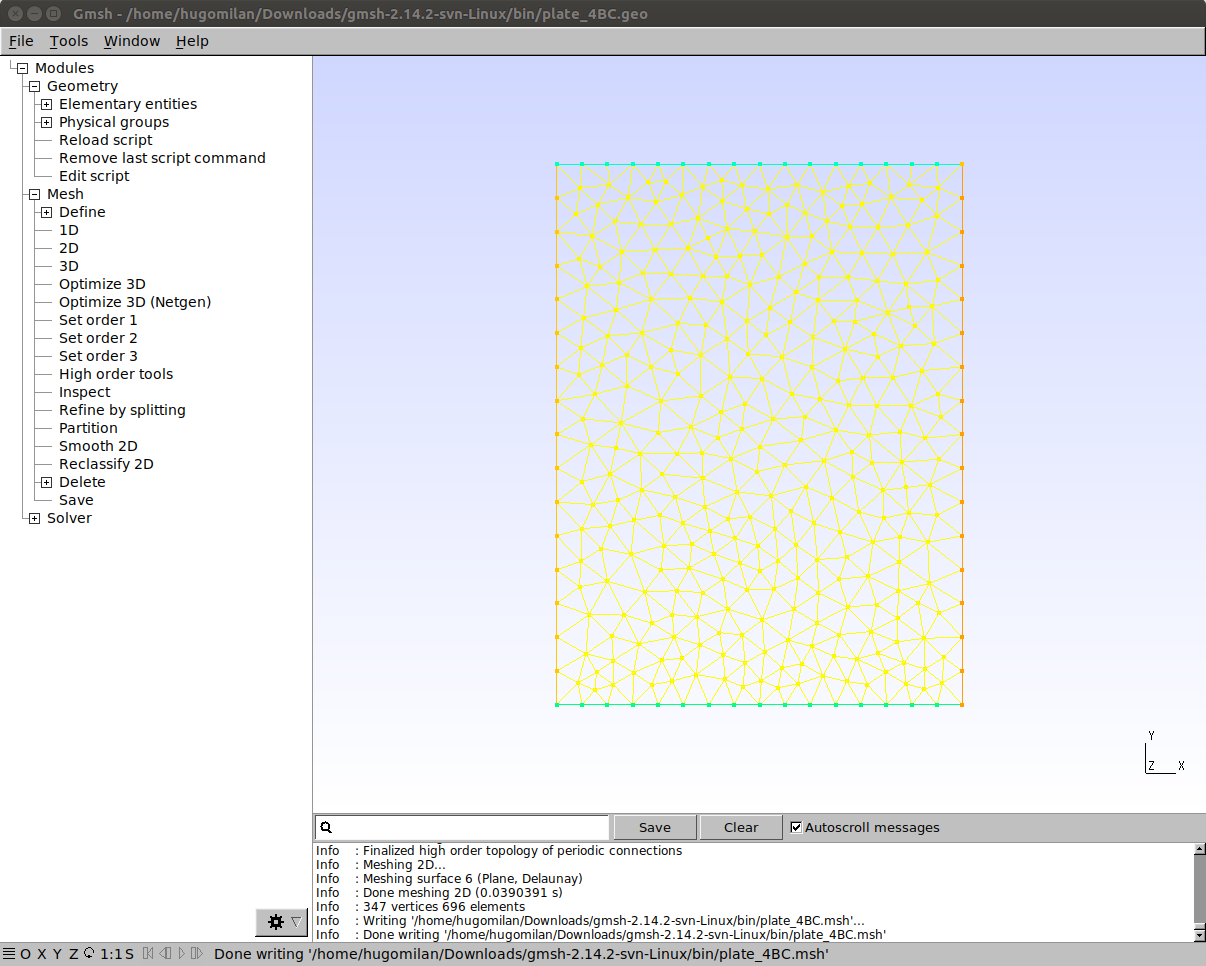 Gmsh - /home/hugomilan/Downloads/gmsh-2.14.2-svn-Linux/bin/plate_4BC.geo
File Tools Window Help
Modules
Geometry
Elementary entities
Physical groups
Reload script
Remove last script command
Edit script
Mesh
Define
1D
2D
3D
Optimize 3D
Optimize 3D (Netgen)
Set order 1
Set order 2
Set order 3
High order tools
Inspect
Refine by splitting
Partition
Smooth 2D
Reclassify 2D
Delete
Save
Solver
Y
Z X
Save Clear Autoscroll messages
Info : Finalized high order topology of periodic connections
Info : Meshing 2D...
Info : Meshing surface 6 (Plane, Delaunay)
Info : Done meshing 2D (0.0390391 s)
Info : 347 vertices 696 elements
Info : Writing '/home/hugomilan/Downloads/gmsh-2.14.2-svn-Linux/bin/plate_4BC.msh'...
Info : Done writing '/home/hugomilan/Downloads/gmsh-2.14.2-svn-Linux/bin/plate_4BC.msh'
O X Y Z 1:1 S Done writing '/home/hugomilan/Downloads/gmsh-2.14.2-svn-Linux/bin/plate_4BC.msh'